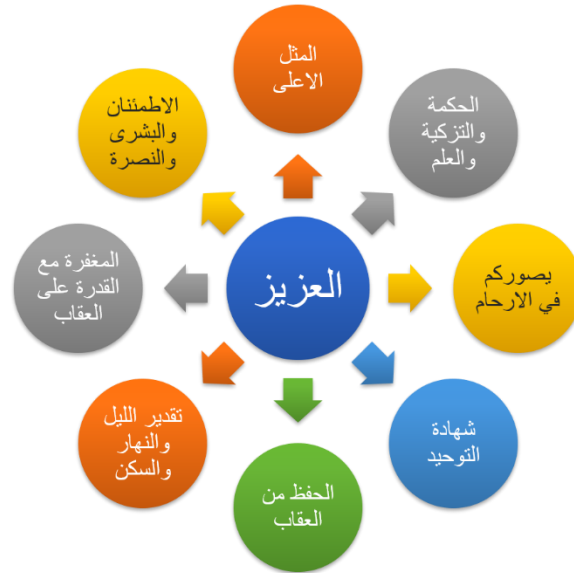 المثل
الاعلى
الحكمة
والتزكية
والعلم
يصوركم
في الارحام
شهادة
التوحيد
الحفظ من
العقاب
تقدير الليل
والنهار
والسكن
المغفرة مع
القدرة على
العقاب
الاطمئنان
والبشرى
والنصرة
العزيز